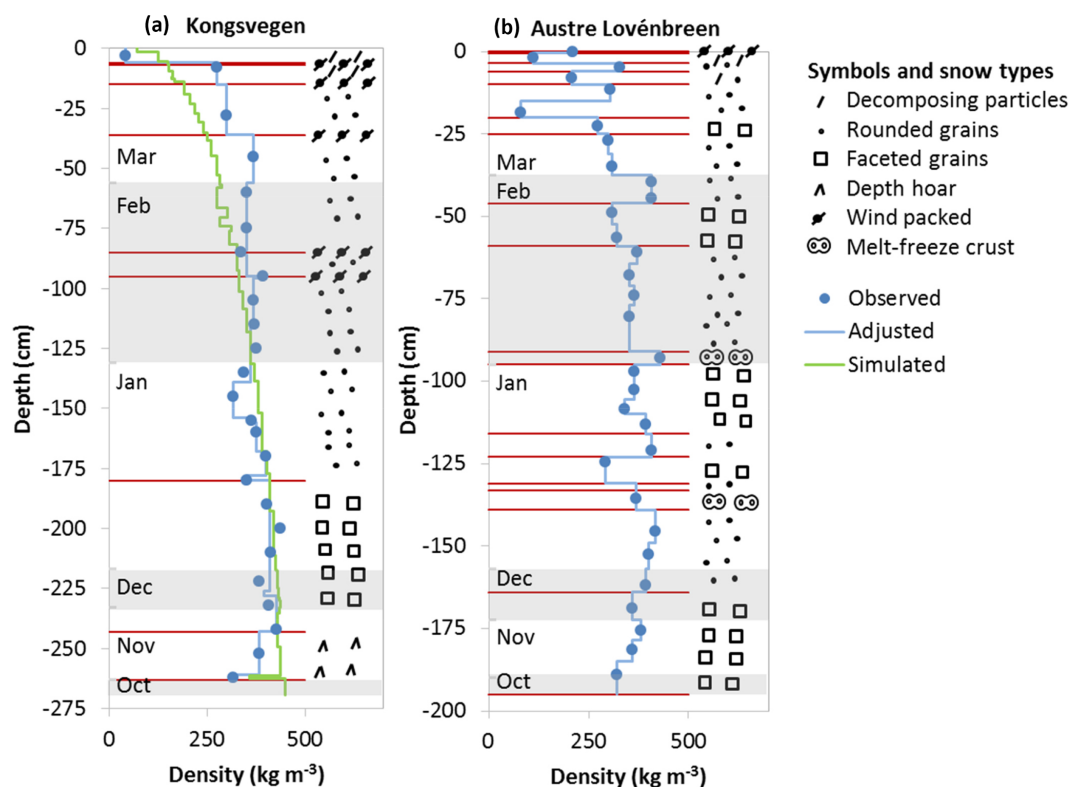 (a) Kongsvegen
0
-25
-50
-75
-100
-125
-150
-175
-200
-225
-250
-275
Depth (cm)
Mar
Feb
Jan
Dec
Nov
Oct
0 250 500
Density (kg m-3)
(b) Austre Lovénbreen
0
-25
-50
-75
-100
-125
-150
-175
-200
Depth (cm)
Mar
Feb
Jan
Dec
Nov
Oct
0 250 500
Density (kg m-3)
Symbols and snow types
Decomposing particles
Rounded grains
Faceted grains
Depth hoar
Wind packed
Melt-freeze crust
Observed
Adjusted
Simulated